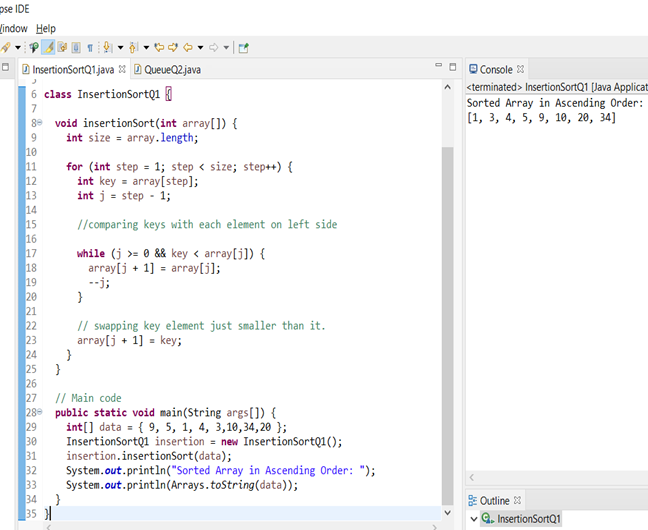 pse IDE
Window Help
InsertionSortQ1.java QueueQ2.java
6 class InsertionSortQ1 {
7
8 void insertionSort(int array[]) {
9 int size = array.length;
10
11 for (int step = 1; step < size; step++) {
12 int key = array[step];
13 int j = step - 1;
14
15 //comparing keys with each element on left side
16
17 while (j >= 0 && key < array[j]) {
18 array[j + 1] = array[j];
19 --j;
20 }
21
22 // swapping key element just smaller than it.
23 array[j + 1] = key;
24 }
25 }
26
27 // Main code
28 public static void main(String args[]) {
29 int[] data = { 9, 5, 1, 4, 3,10,34,20 };
30 InsertionSortQ1 insertion = new InsertionSortQ1();
31 insertion.insertionSort(data);
32 System.out.println("Sorted Array in Ascending Order: ");
33 System.out.println(Arrays.toString(data));
34 }
35 }
Console
<terminated> InsertionSortQ1 [Java Applicat
Sorted Array in Ascending Order:
[1, 3, 4, 5, 9, 10, 20, 34]
Outline
InsertionSortQ1